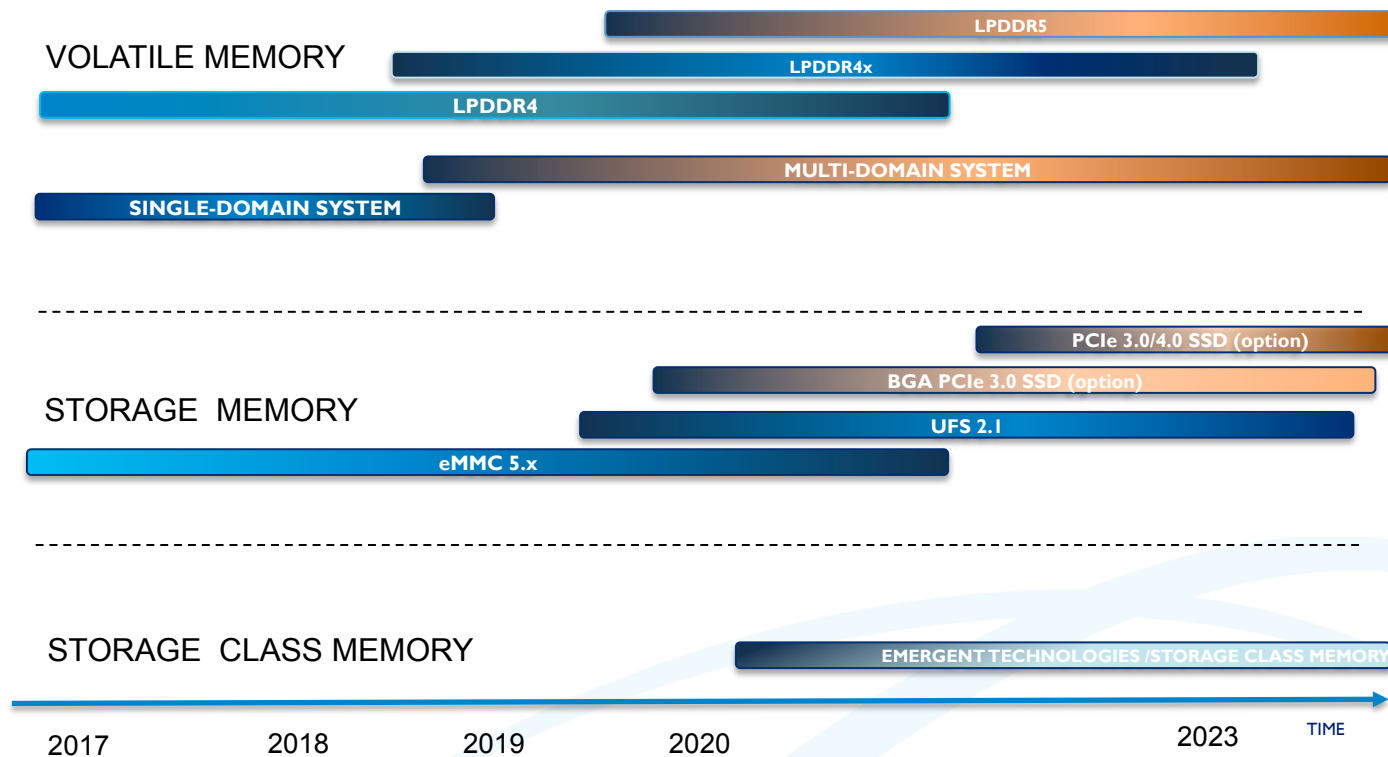 LPDDR5
VOLATILE MEMORY
LPDDR4x
LPDDR4
MULTI-DOMAIN SYSTEM
SINGLE-DOMAIN SYSTEM
PCIe 3.0/4.0 SSD (option)
BGA PCIe 3.0 SSD (option)
STORAGE MEMORY
UFS 2.1
eMMC 5.x
STORAGE CLASS MEMORY
EMERGENT TECHNOLOGIES /STORAGE CLASS MEMORY
2017 2018 2019 2020 2023 TIME